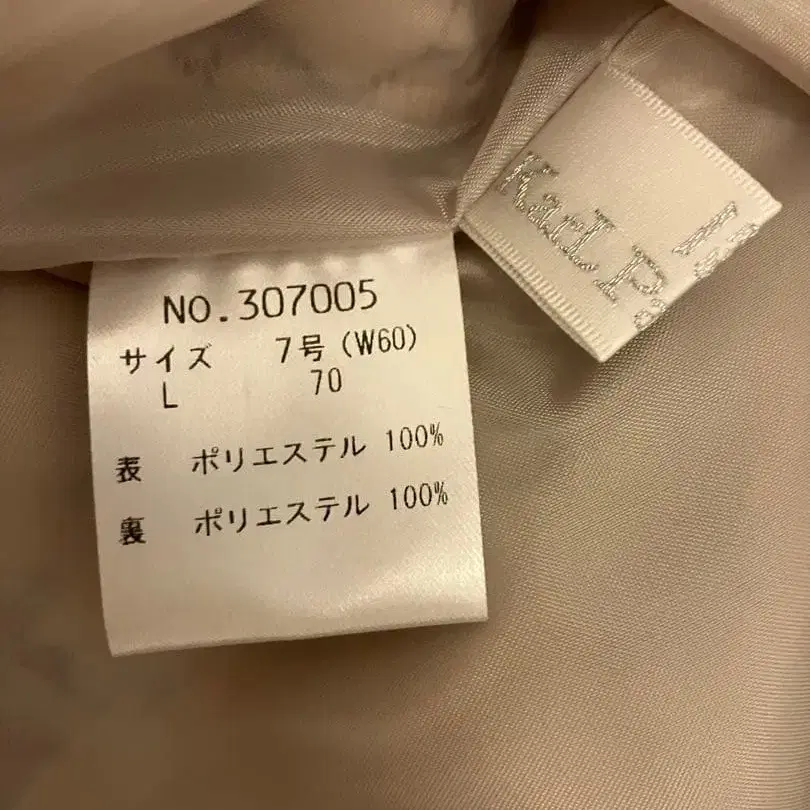 NO.307005
サイズ 7号(W60)
L 70
表 ポリエステル 100%
裏 ポリエステル 100%
KarL P